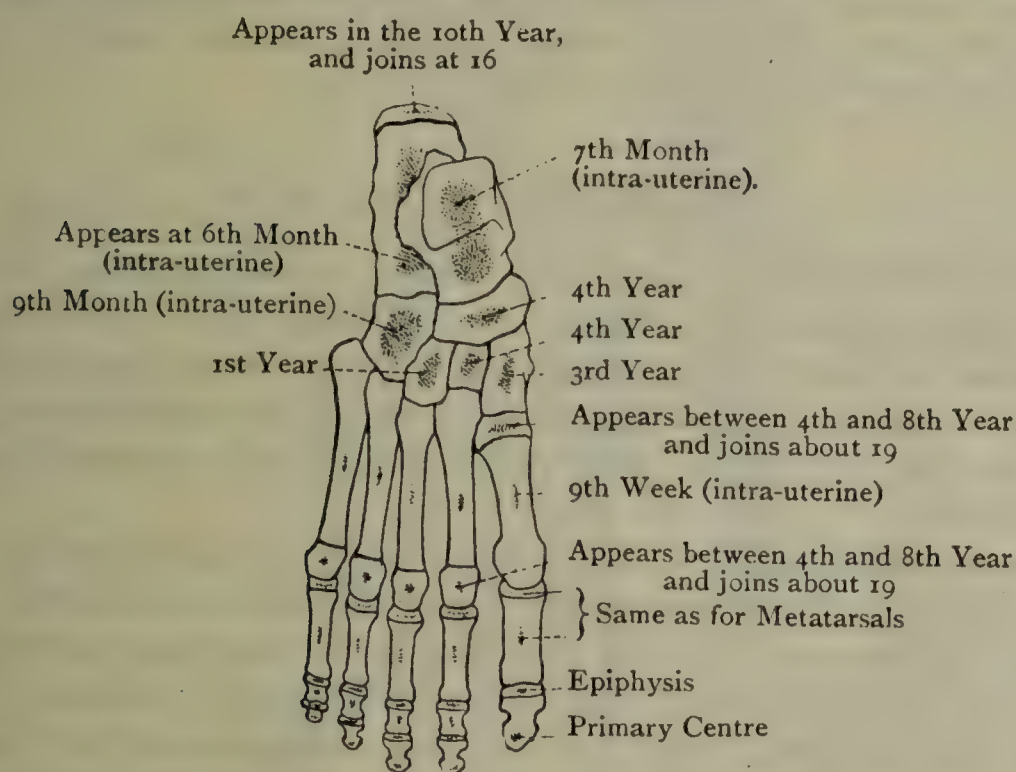 Appears in the 10th Year,
and joins at 16
7th Month
(intra-uterine).
Appears at 6th Month
(intra-uterine)
9th Month (intra-uterine)
4th Year
4th Year
1st Year
3rd Year
Appears between 4th and 8th Year
and joins about 19
9th Week (intra-uterine)
Appears between 4th and 8th Year
and joins about 19
Same as for Metatarsals
Epiphysis
Primary Centre